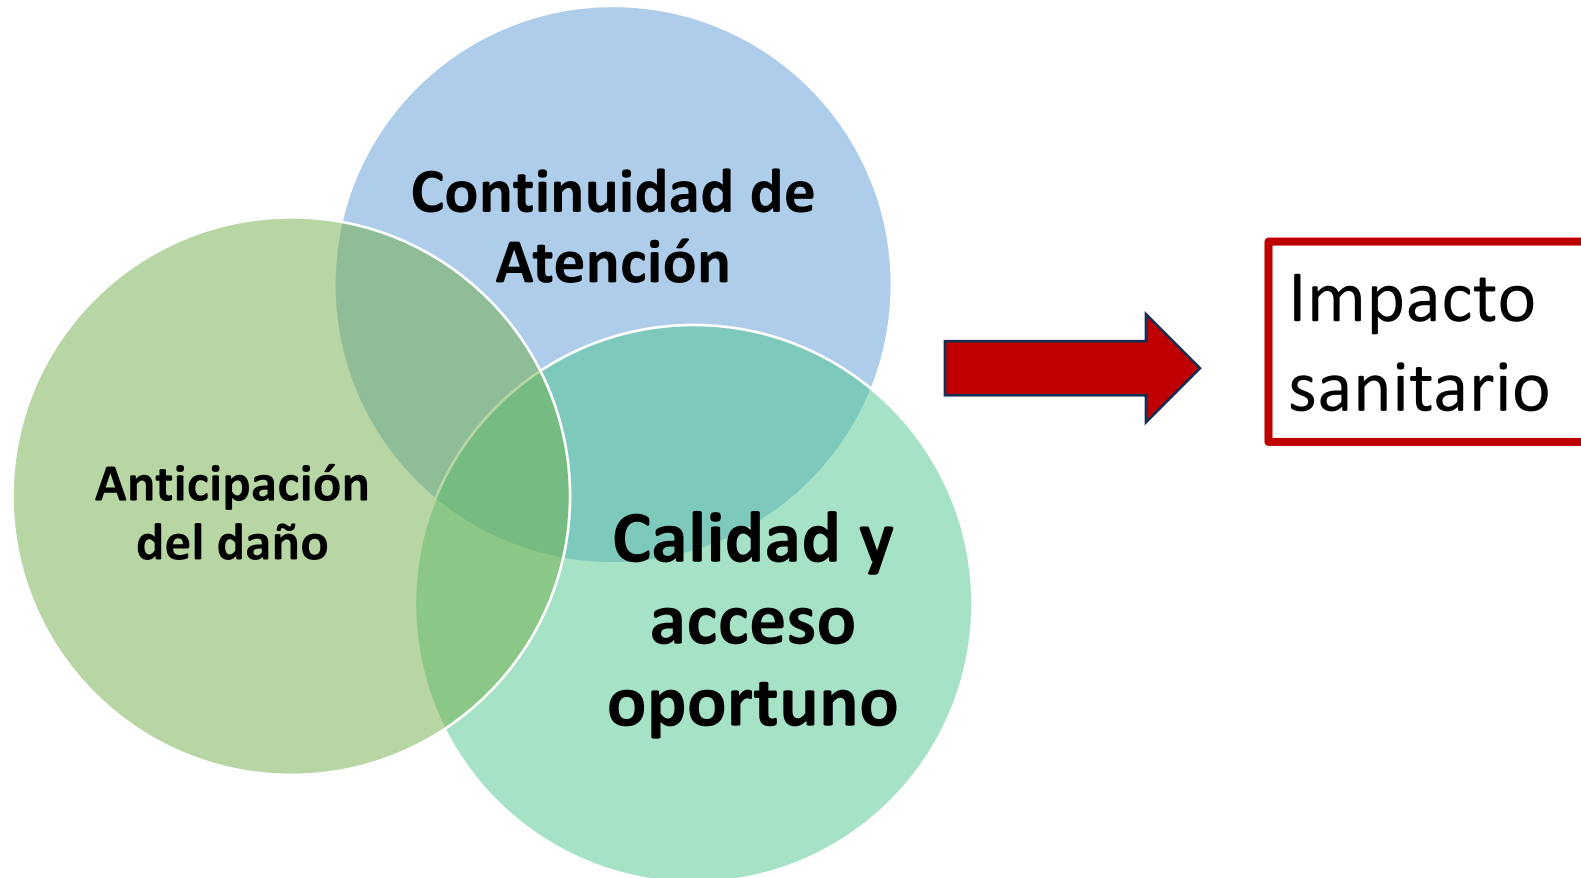 Continuidad de
Atención
Anticipación
del daño
Calidad y
acceso
oportuno
Impacto
sanitario